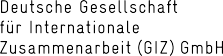 Deutsche Gesellschaft
für Internationale
Zusammenarbeit (GIZ) GmbH